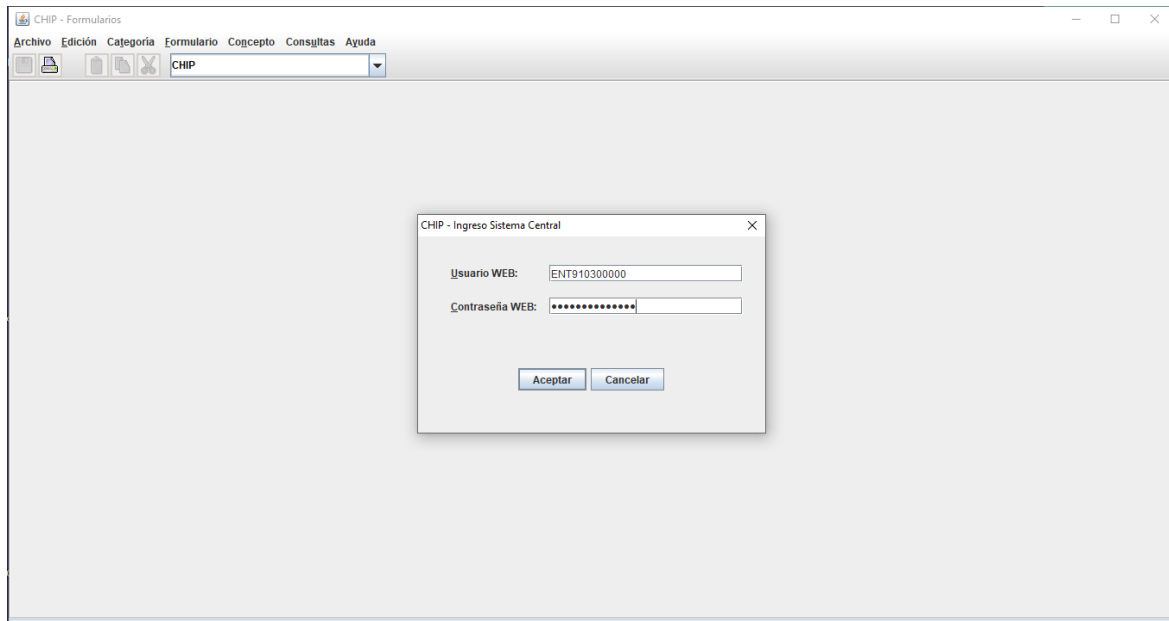 CHIP - Formularios
Archivo Edición Categoría Formulario Concepto Consultas Ayuda
CHIP
CHIP - Ingreso Sistema Central
Usuario WEB: ENT910300000
Contraseña WEB: ••••••••••••••
Aceptar Cancelar